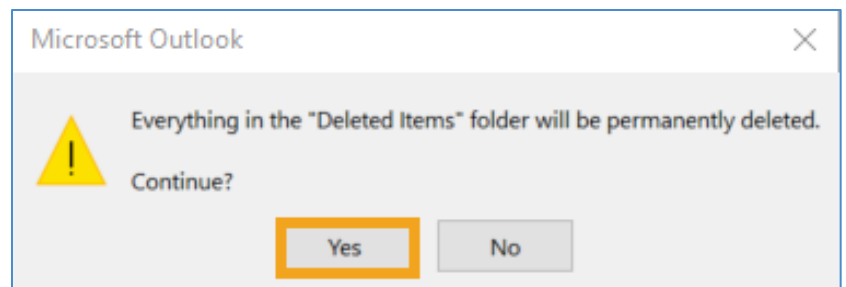 Microsoft Outlook
Everything in the "Deleted Items" folder will be permanently deleted.
Continue?
Yes No